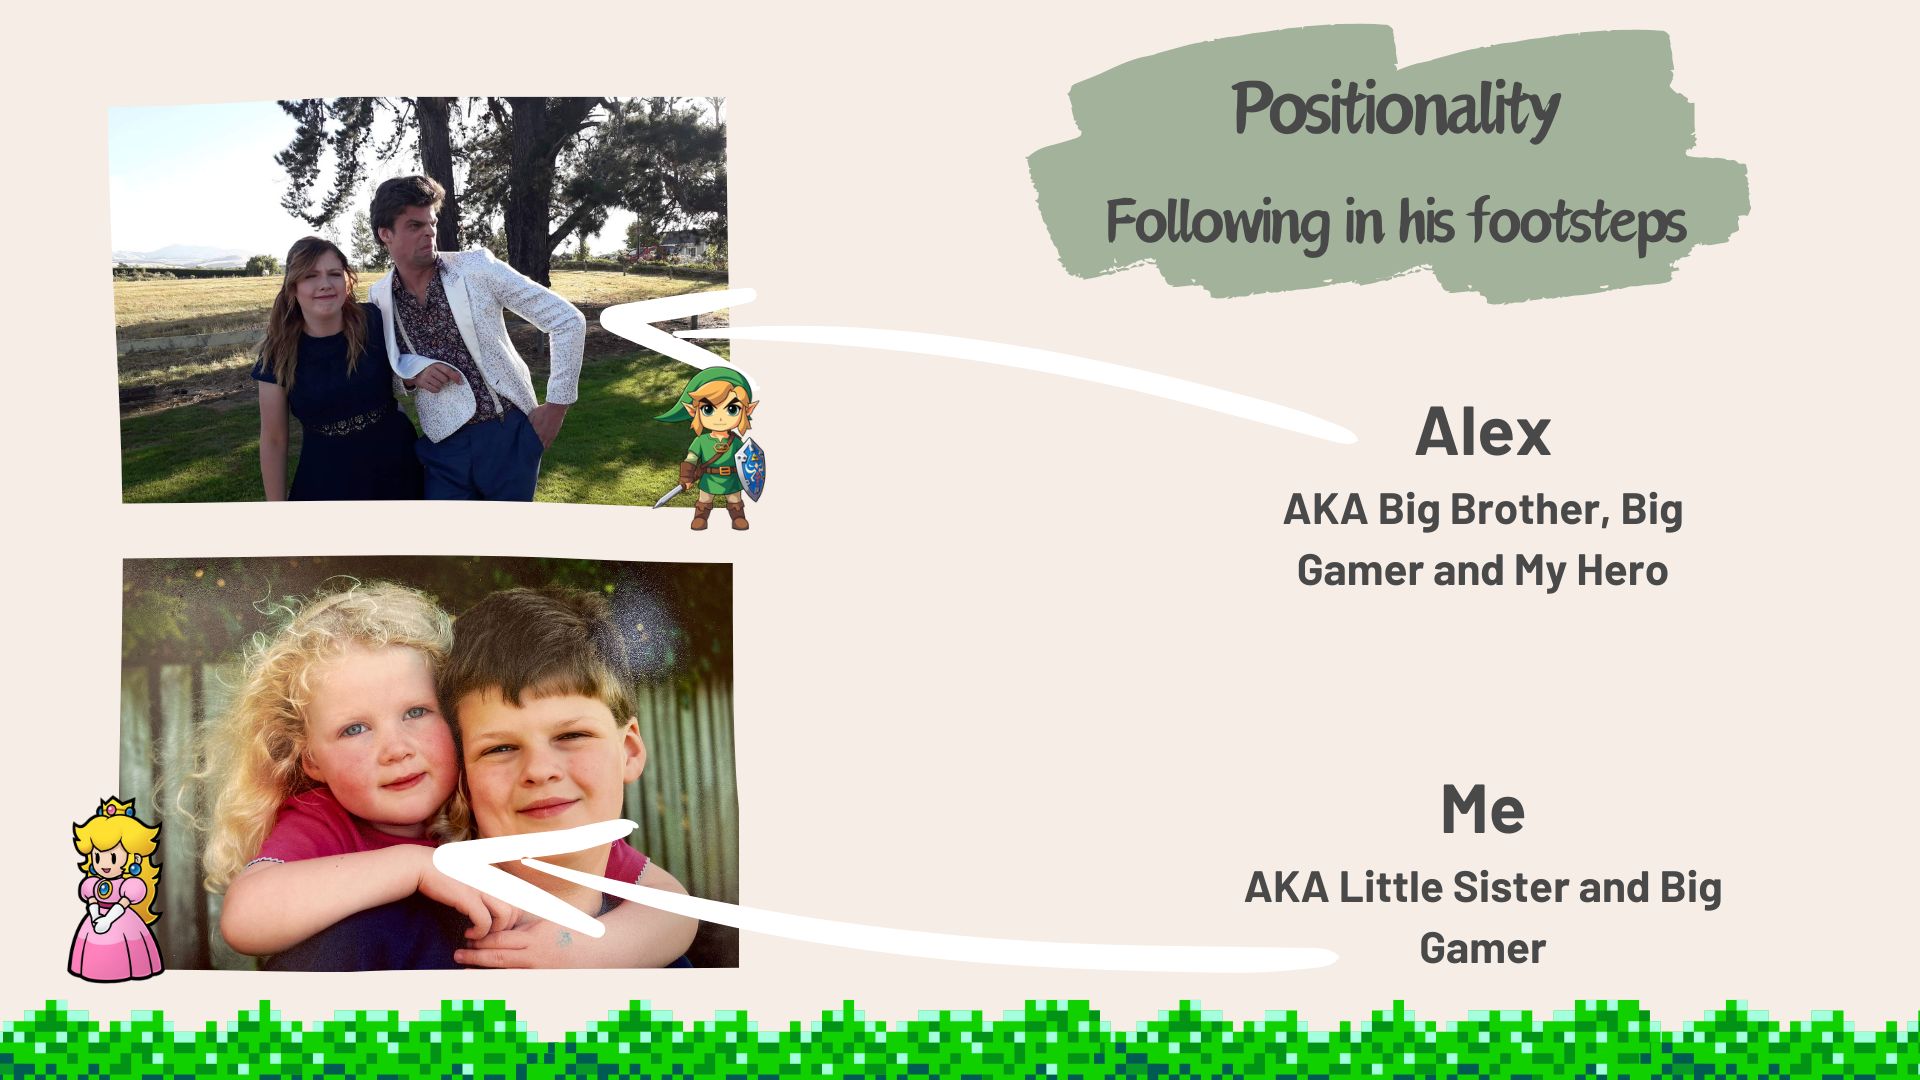 Positionality
Following in his footsteps
Alex
AKA Big Brother, Big
Gamer and My Hero
Me
AKA Little Sister and Big
Gamer